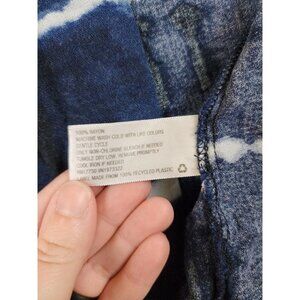 100% RAYON
MACHINE WASH COLD WITH LIKE COLORS
GENTLE CYCLE
ONLY NON-CHLORINE BLEACH IF NEEDED
TUMBLE DRY LOW, REMOVE PROMPTLY
COOL IRON IF NEEDED
LABEL MADE FROM 100% RECYCLED PLASTIC